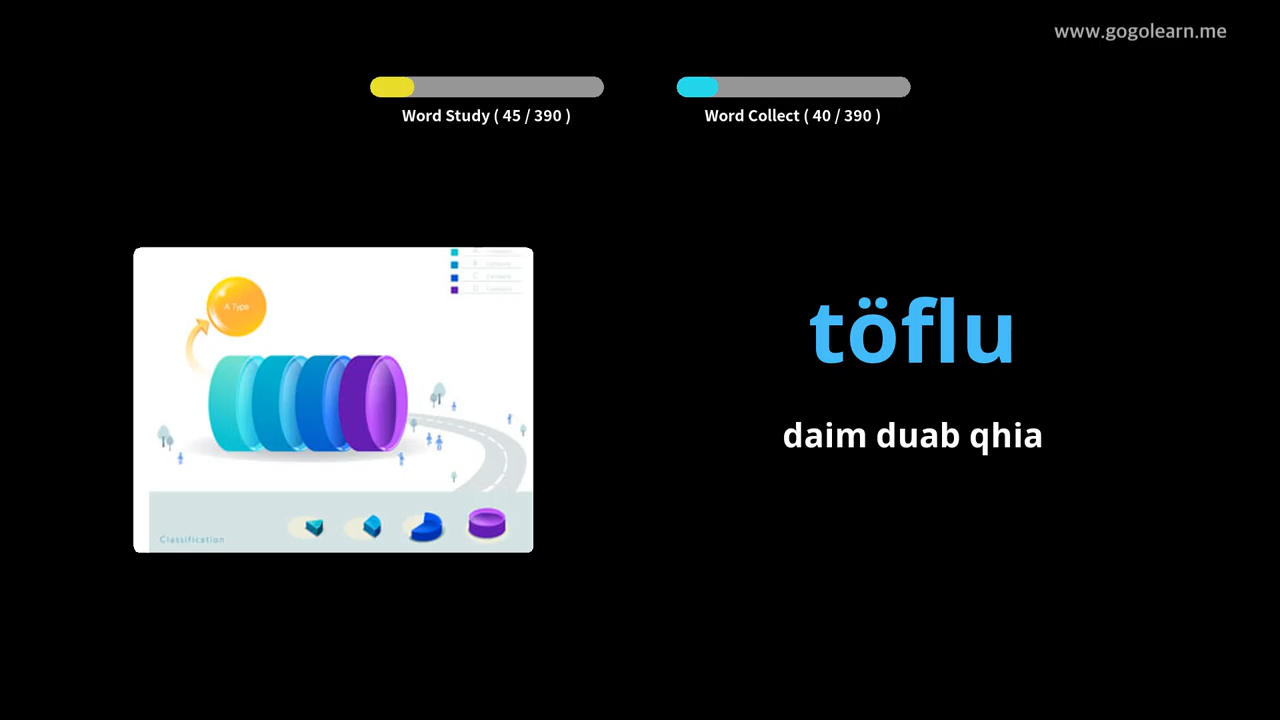 www.gogolearn.me
Word Study ( 45 / 390 )
Word Collect ( 40 / 390 )
A Type
B
C
D
töflu
daim duab qhia
Classification